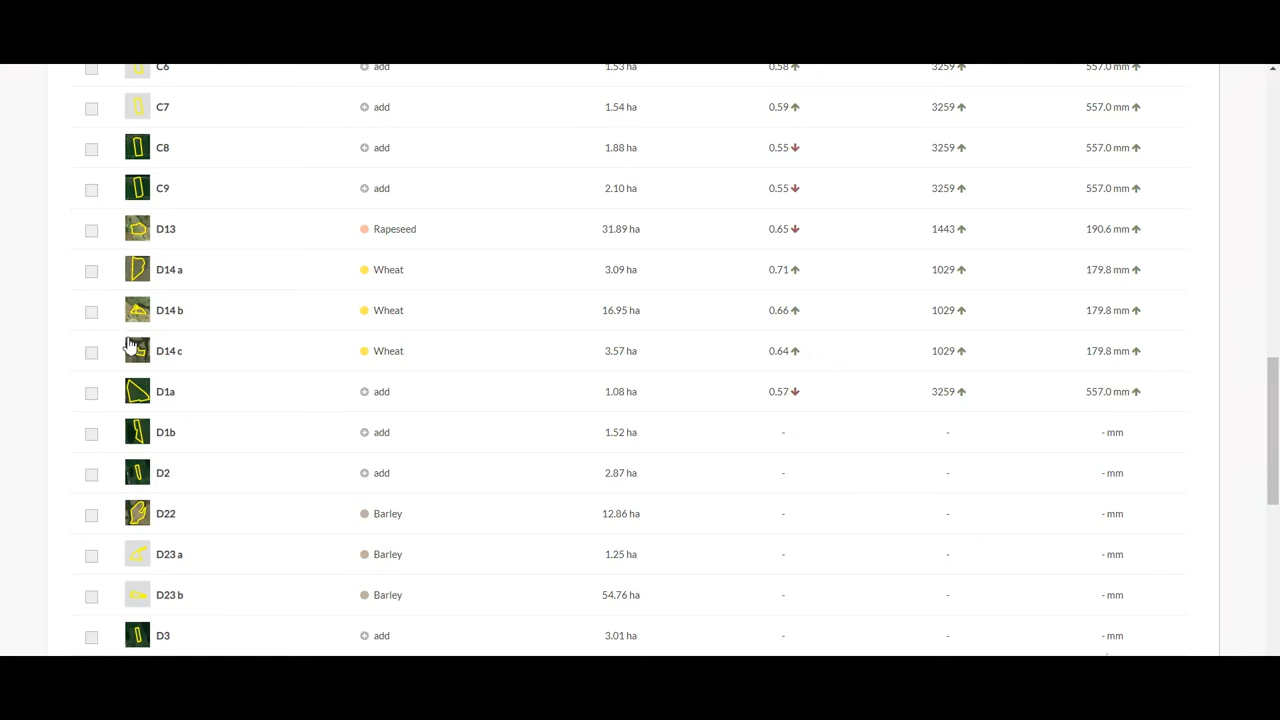 C6 add 1.53 ha 0.58 3259 557.0 mm
C7 add 1.54 ha 0.59 3259 557.0 mm
C8 add 1.88 ha 0.55 3259 557.0 mm
C9 add 2.10 ha 0.55 3259 557.0 mm
D13 Rapeseed 31.89 ha 0.65 1443 190.6 mm
D14 a Wheat 3.09 ha 0.71 1029 179.8 mm
D14 b Wheat 16.95 ha 0.66 1029 179.8 mm
D14 c Wheat 3.57 ha 0.64 1029 179.8 mm
D1a add 1.08 ha 0.57 3259 557.0 mm
D1b add 1.52 ha - - - mm
D2 add 2.87 ha - - - mm
D22 Barley 12.86 ha - - - mm
D23 a Barley 1.25 ha - - - mm
D23 b Barley 54.76 ha - - - mm
D3 add 3.01 ha - - - mm